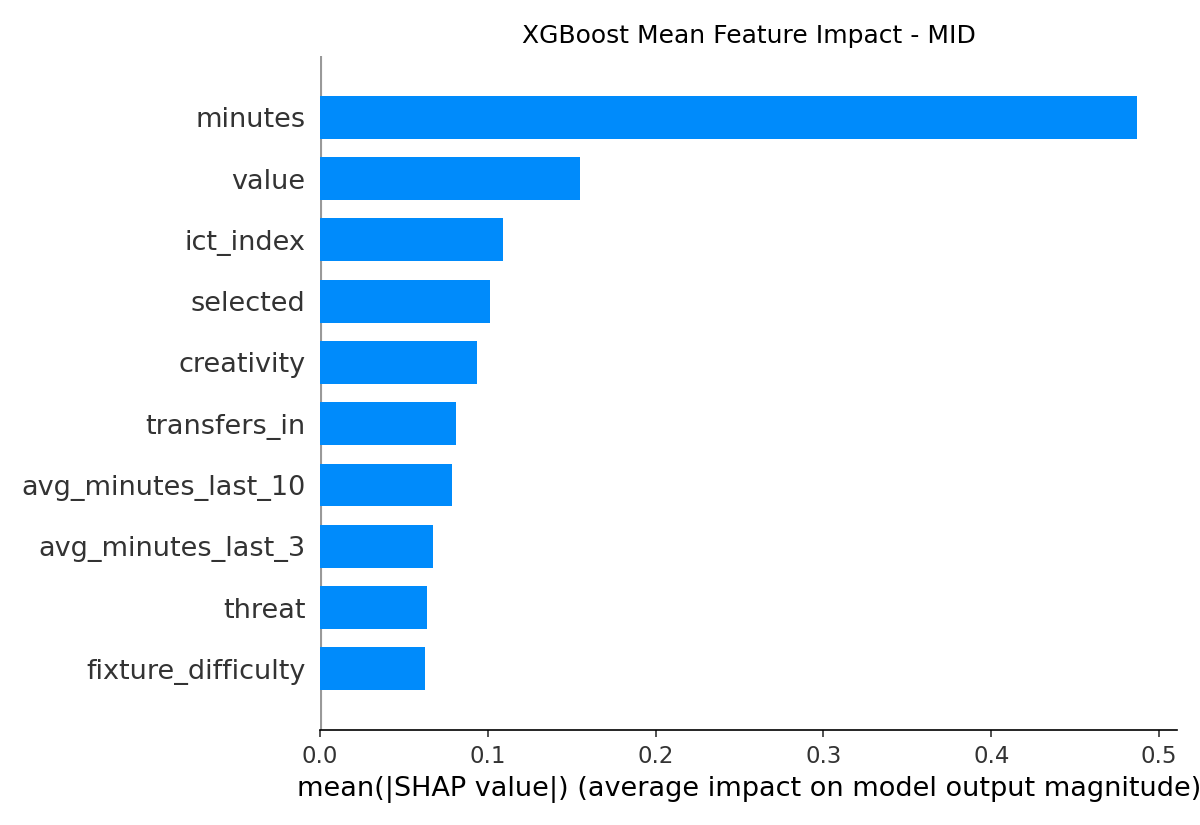 XGBoost Mean Feature Impact - MID
minutes
value
ict_index
selected
creativity
transfers_in
avg_minutes_last_10
avg_minutes_last_3
threat
fixture_difficulty
0.0 0.1 0.2 0.3 0.4 0.5
mean(|SHAP value|) (average impact on model output magnitude)